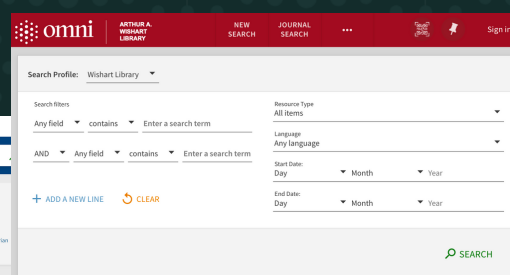 omni
ARTHUR A.
WISHART
LIBRARY
NEW
SEARCH
JOURNAL
SEARCH
•••
Sign in
Search Profile: Wishart Library
Search filters
Any field contains Enter a search term
AND Any field contains Enter a search term
+ ADD A NEW LINE CLEAR
Resource Type
All items
Language
Any language
Start Date:
Day Month Year
End Date:
Day Month Year
SEARCH